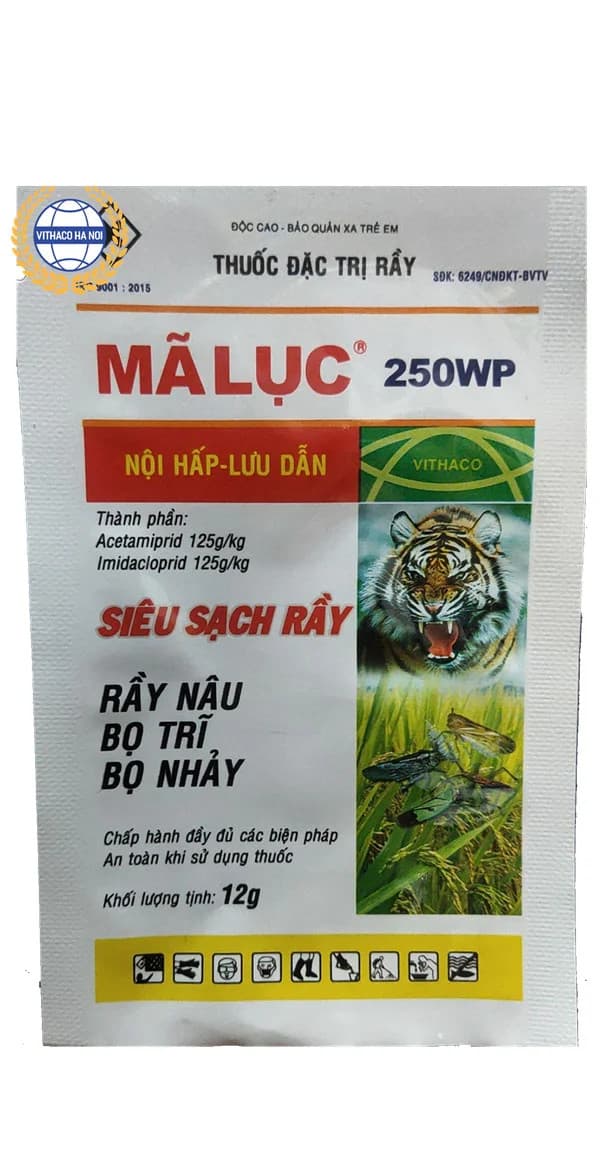 VITHACO HA NOI
ĐỘC CAO - BẢO QUẢN XA TRẺ EM
THUỐC ĐẶC TRỊ RẦY
SĐK: 6249/CNĐKT-BVTV
9001 : 2015
MÃ LỤC® 250WP
NỘI HẤP-LƯU DẪN
VITHACO
Thành phần:
Acetamiprid 125g/kg
Imidacloprid 125g/kg
SIÊU SẠCH RẦY
RẦY NÂU
BỌ TRĨ
BỌ NHẢY
Chấp hành đầy đủ các biện pháp
An toàn khi sử dụng thuốc
Khối lượng tịnh: 12g